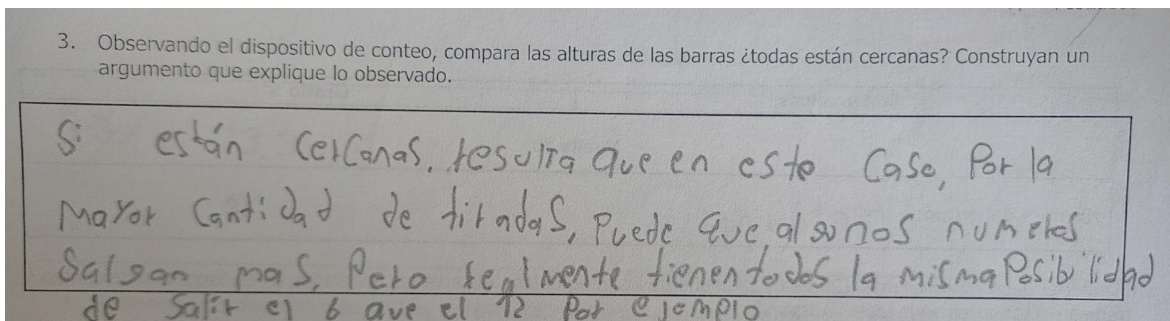 3. Observando el dispositivo de conteo, compara las alturas de las barras ¿todas están cercanas? Construyan un
argumento que explique lo observado.
Si están cercanas, resulta que en este caso, Por la
Mayor Cantidad de tiradas, Puede que, algunos numeros
Salgan mas, Pero realmente tienen todos la misma Posibilidad
de salir el 6 que el 12 Por ejemplo